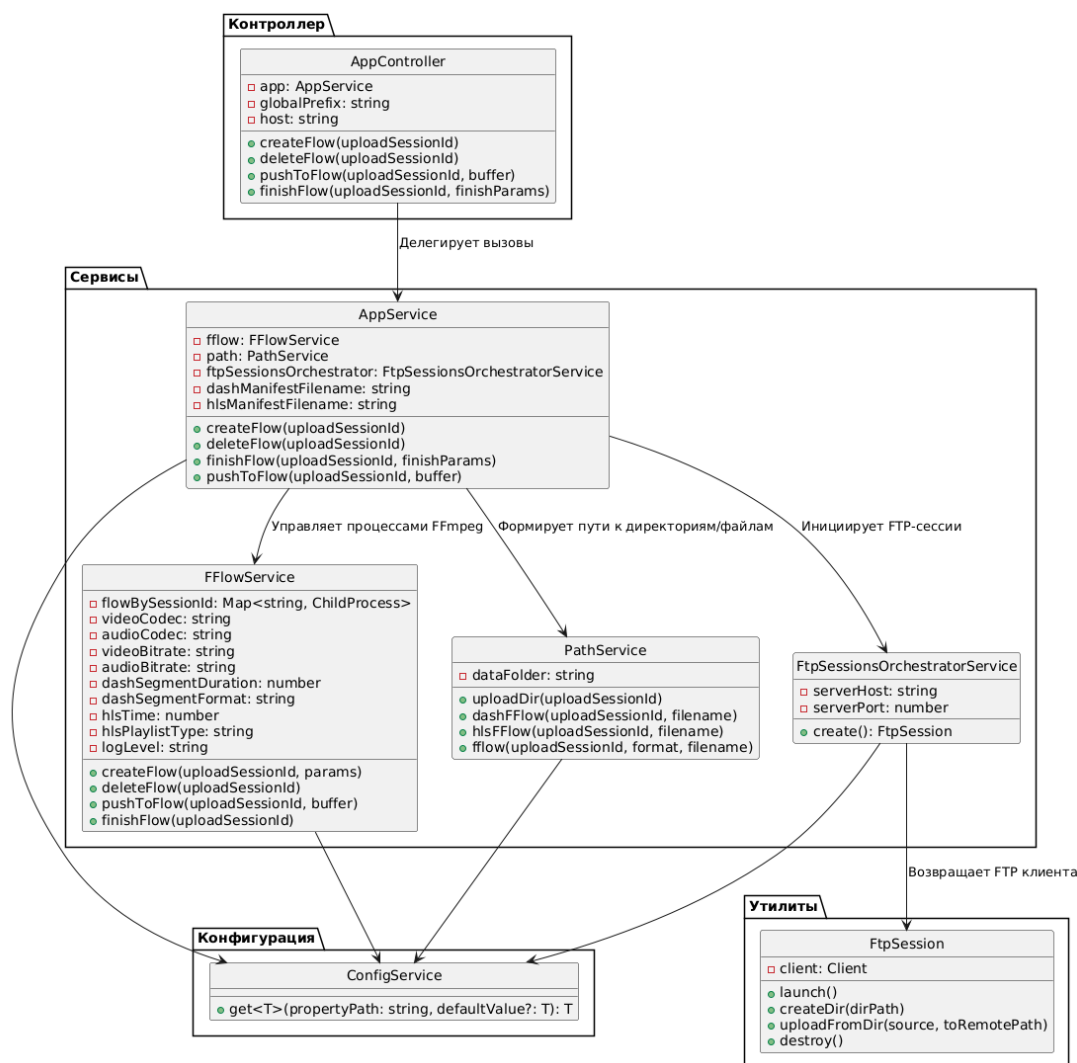 Контроллер
AppController
app: AppService
globalPrefix: string
host: string
createFlow(uploadSessionId)
deleteFlow(uploadSessionId)
pushToFlow(uploadSessionId, buffer)
finishFlow(uploadSessionId, finishParams)
Делегирует вызовы
Сервисы
AppService
fflow: FFlowService
path: PathService
ftpSessionsOrchestrator: FtpSessionsOrchestratorService
dashManifestFilename: string
hlsManifestFilename: string
createFlow(uploadSessionId)
deleteFlow(uploadSessionId)
finishFlow(uploadSessionId, finishParams)
pushToFlow(uploadSessionId, buffer)
Управляет процессами FFmpeg
Формирует пути к директориям/файлам
Инициирует FTP-сессии
FFlowService
flowBySessionId: Map<string, ChildProcess>
videoCodec: string
audioCodec: string
videoBitrate: string
audioBitrate: string
dashSegmentDuration: number
dashSegmentFormat: string
hlsTime: number
hlsPlaylistType: string
logLevel: string
createFlow(uploadSessionId, params)
deleteFlow(uploadSessionId)
pushToFlow(uploadSessionId, buffer)
finishFlow(uploadSessionId)
PathService
dataFolder: string
uploadDir(uploadSessionId)
dashFFlow(uploadSessionId, filename)
hlsFFlow(uploadSessionId, filename)
fflow(uploadSessionId, format, filename)
FtpSessionsOrchestratorService
serverHost: string
serverPort: number
create(): FtpSession
Возвращает FTP клиента
Конфигурация
ConfigService
get<T>(propertyPath: string, defaultValue?: T): T
Утилиты
FtpSession
client: Client
launch()
createDir(dirPath)
uploadFromDir(source, toRemotePath)
destroy()